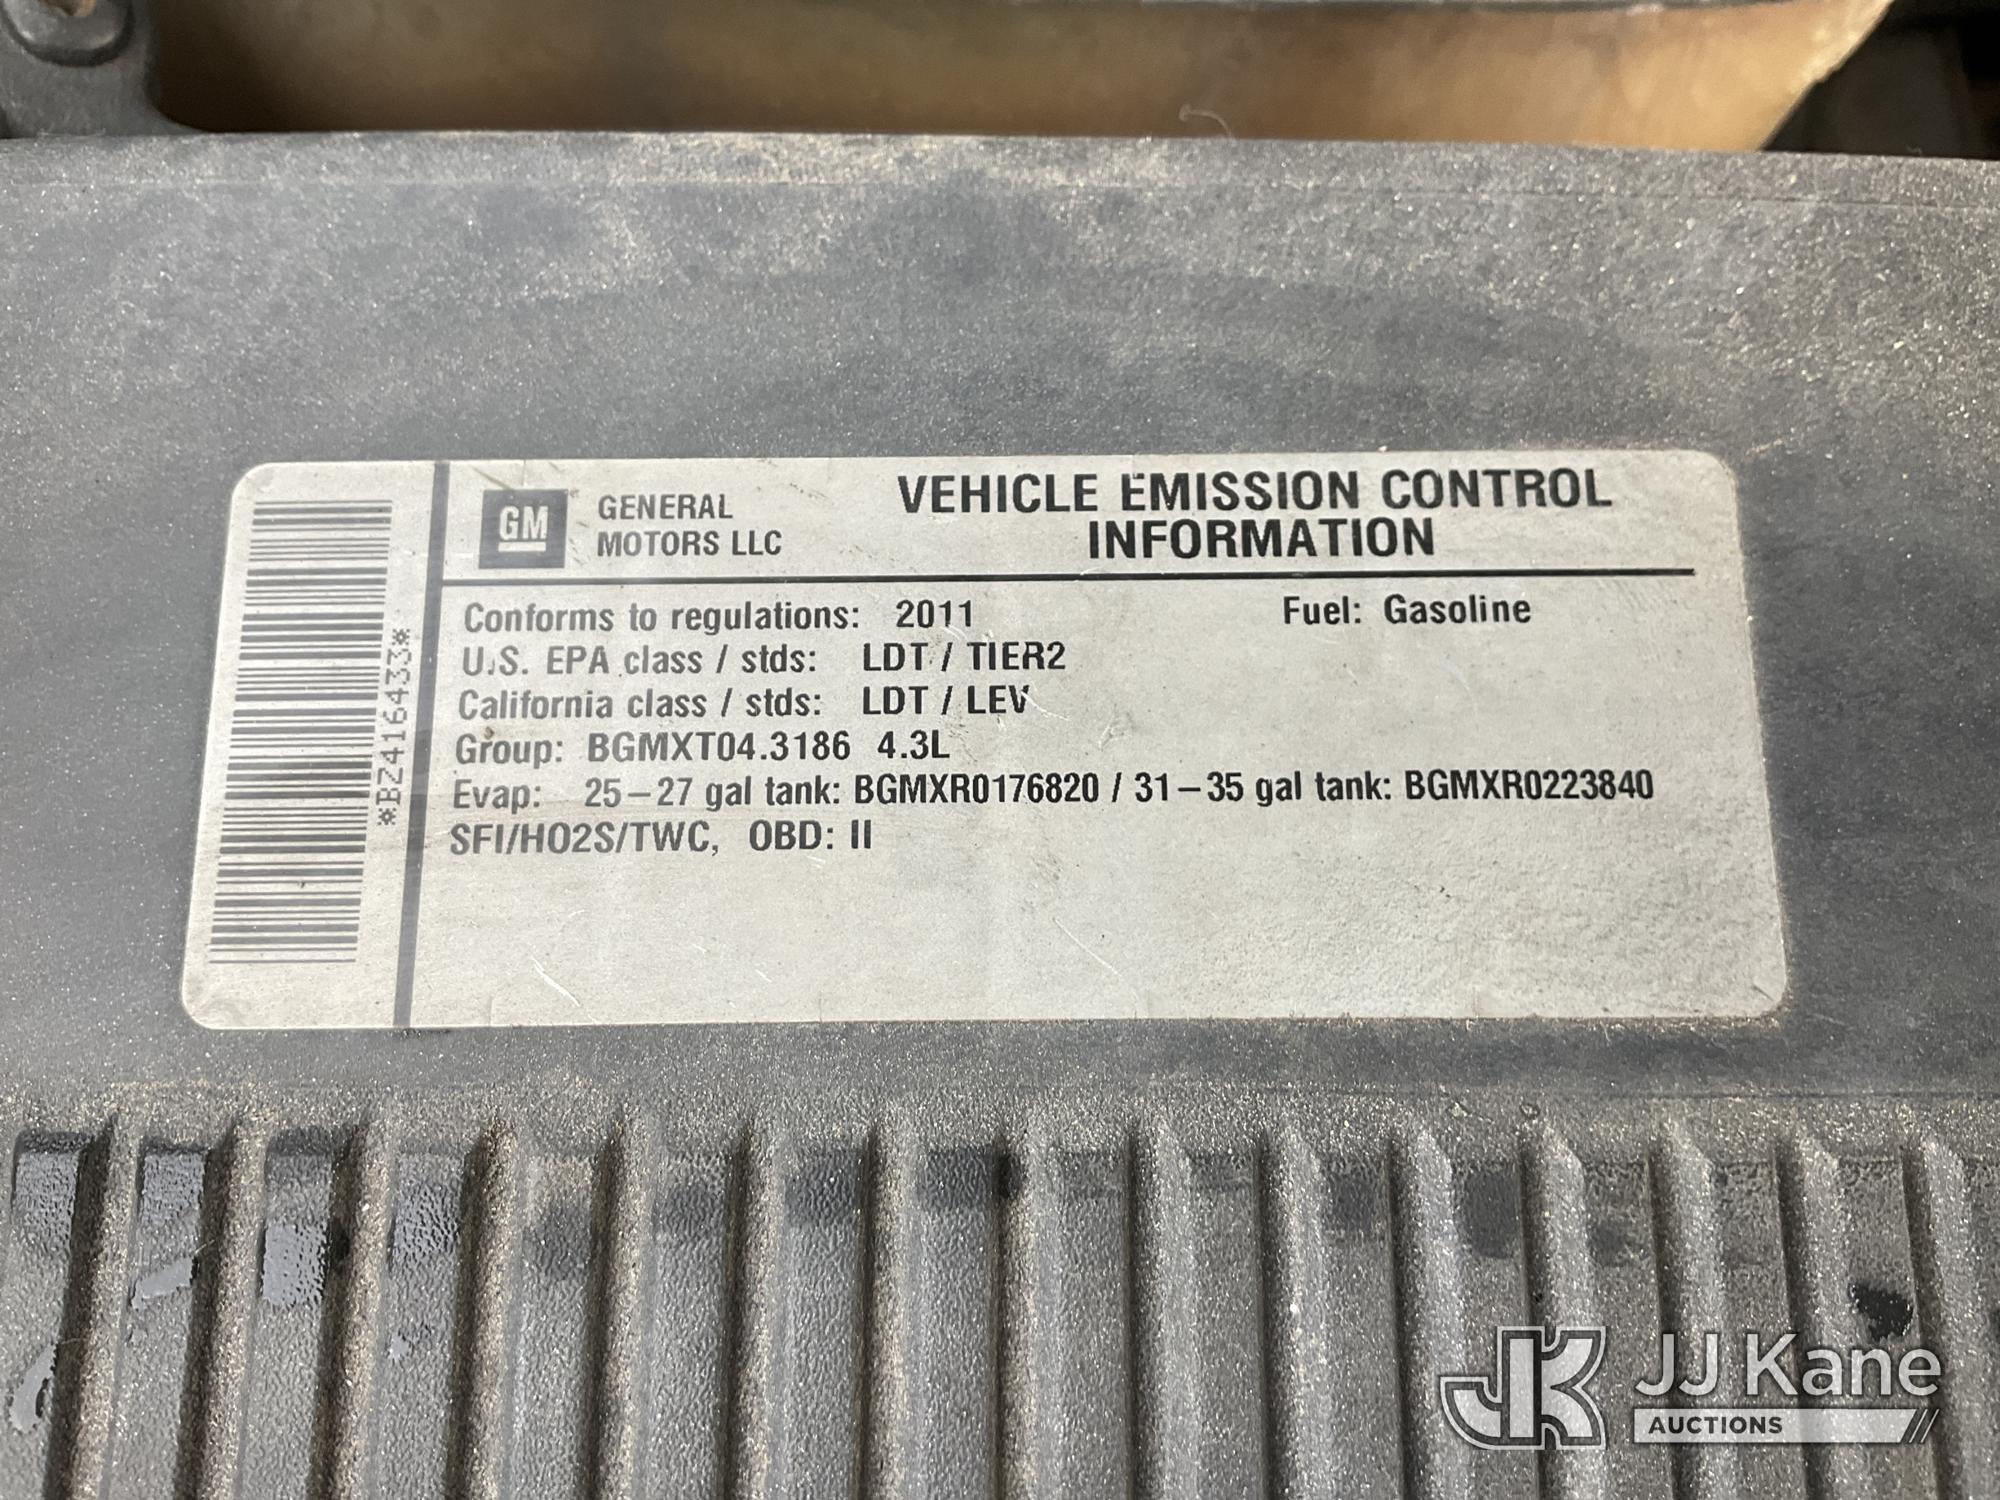 *BZ416433*
GM
GENERAL
MOTORS LLC
VEHICLE EMISSION CONTROL
INFORMATION
Conforms to regulations: 2011
Fuel: Gasoline
U.S. EPA class / stds: LDT / TIER2
California class / stds: LDT / LEV
Group: BGMXT04.3186 4.3L
Evap: 25–27 gal tank: BGMXR0176820 / 31–35 gal tank: BGMXR0223840
SFI/HO2S/TWC, OBD: II
JK
JJ Kane
AUCTIONS